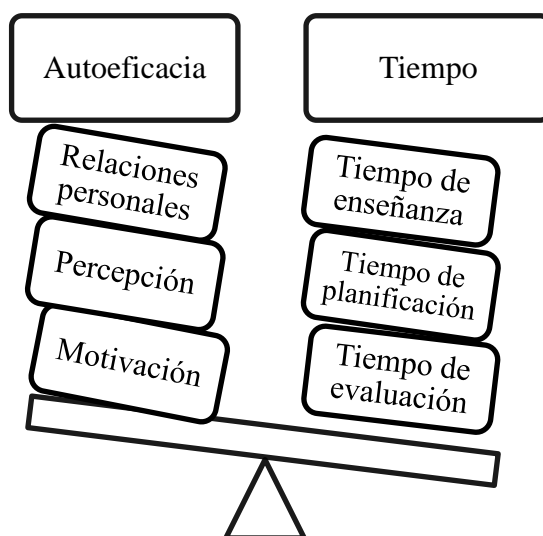 Autoeficacia
Tiempo
Relaciones
personales
Percepción
Motivación
Tiempo de
enseñanza
Tiempo de
planificación
Tiempo de
evaluación